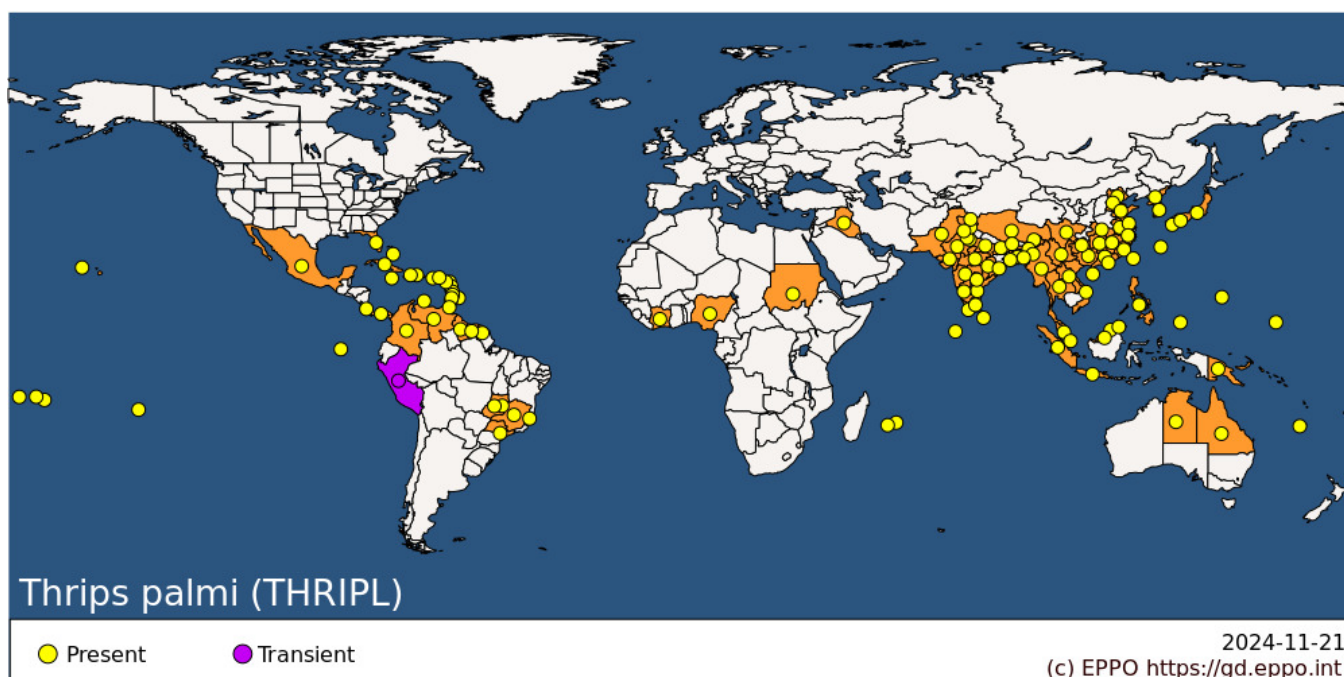 Thrips palmi (THRIPL)
Present
Transient
2024-11-21
(c) EPPO https://gd.eppo.int